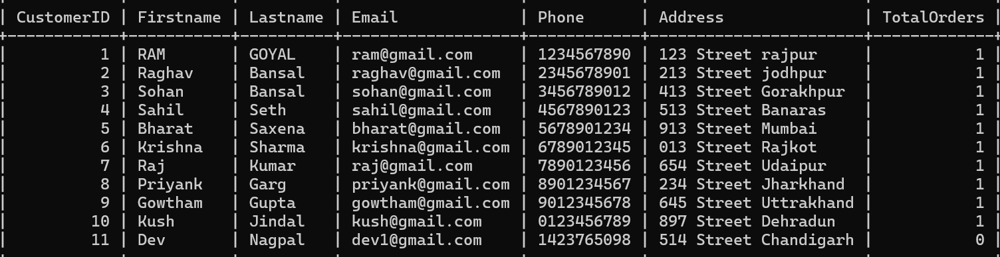 | CustomerID | Firstname | Lastname | Email | Phone | Address | TotalOrders |
| 1 | RAM | GOYAL | ram@gmail.com | 1234567890 | 123 Street rajpur | 1 |
| 2 | Raghav | Bansal | raghav@gmail.com | 2345678901 | 213 Street jodhpur | 1 |
| 3 | Sohan | Bansal | sohan@gmail.com | 3456789012 | 413 Street Gorakhpur | 1 |
| 4 | Sahil | Seth | sahil@gmail.com | 4567890123 | 513 Street Banaras | 1 |
| 5 | Bharat | Saxena | bharat@gmail.com | 5678901234 | 913 Street Mumbai | 1 |
| 6 | Krishna | Sharma | krishna@gmail.com | 6789012345 | 013 Street Rajkot | 1 |
| 7 | Raj | Kumar | raj@gmail.com | 7890123456 | 654 Street Udaipur | 1 |
| 8 | Priyank | Garg | priyank@gmail.com | 8901234567 | 234 Street Jharkhand | 1 |
| 9 | Gowtham | Gupta | gowtham@gmail.com | 9012345678 | 645 Street Uttrakhand | 1 |
| 10 | Kush | Jindal | kush@gmail.com | 0123456789 | 897 Street Dehradun | 1 |
| 11 | Dev | Nagpal | dev1@gmail.com | 1423765098 | 514 Street Chandigarh | 0 |